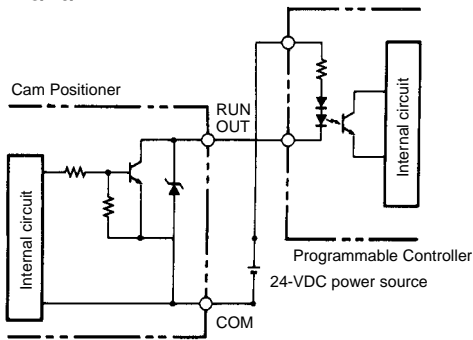 Cam Positioner
RUN
OUT
Internal circuit
Internal circuit
Programmable Controller
24-VDC power source
COM